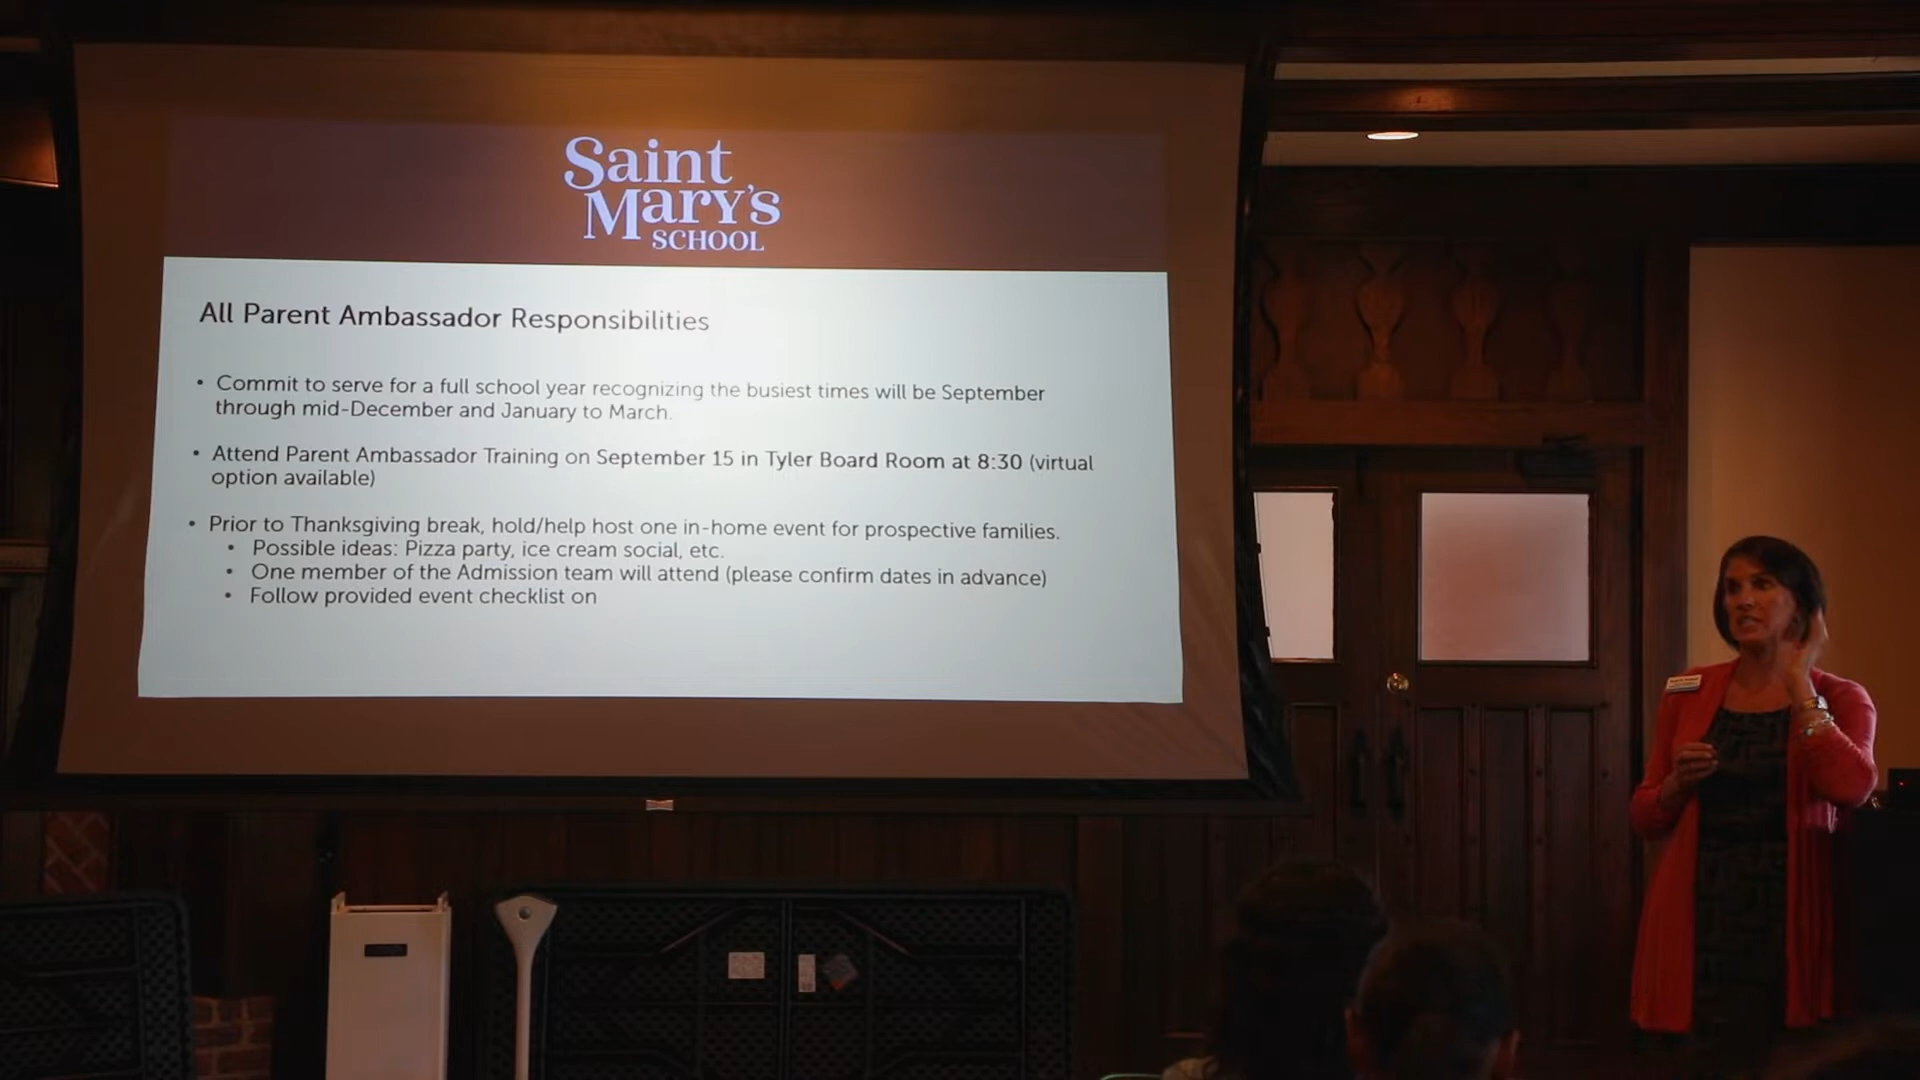 Saint
Mary's
SCHOOL
All Parent Ambassador Responsibilities
• Commit to serve for a full school year recognizing the busiest times will be September
through mid-December and January to March.
• Attend Parent Ambassador Training on September 15 in Tyler Board Room at 8:30 (virtual
option available)
• Prior to Thanksgiving break, hold/help host one in-home event for prospective families.
• Possible ideas: Pizza party, ice cream social, etc.
• One member of the Admission team will attend (please confirm dates in advance)
• Follow provided event checklist on